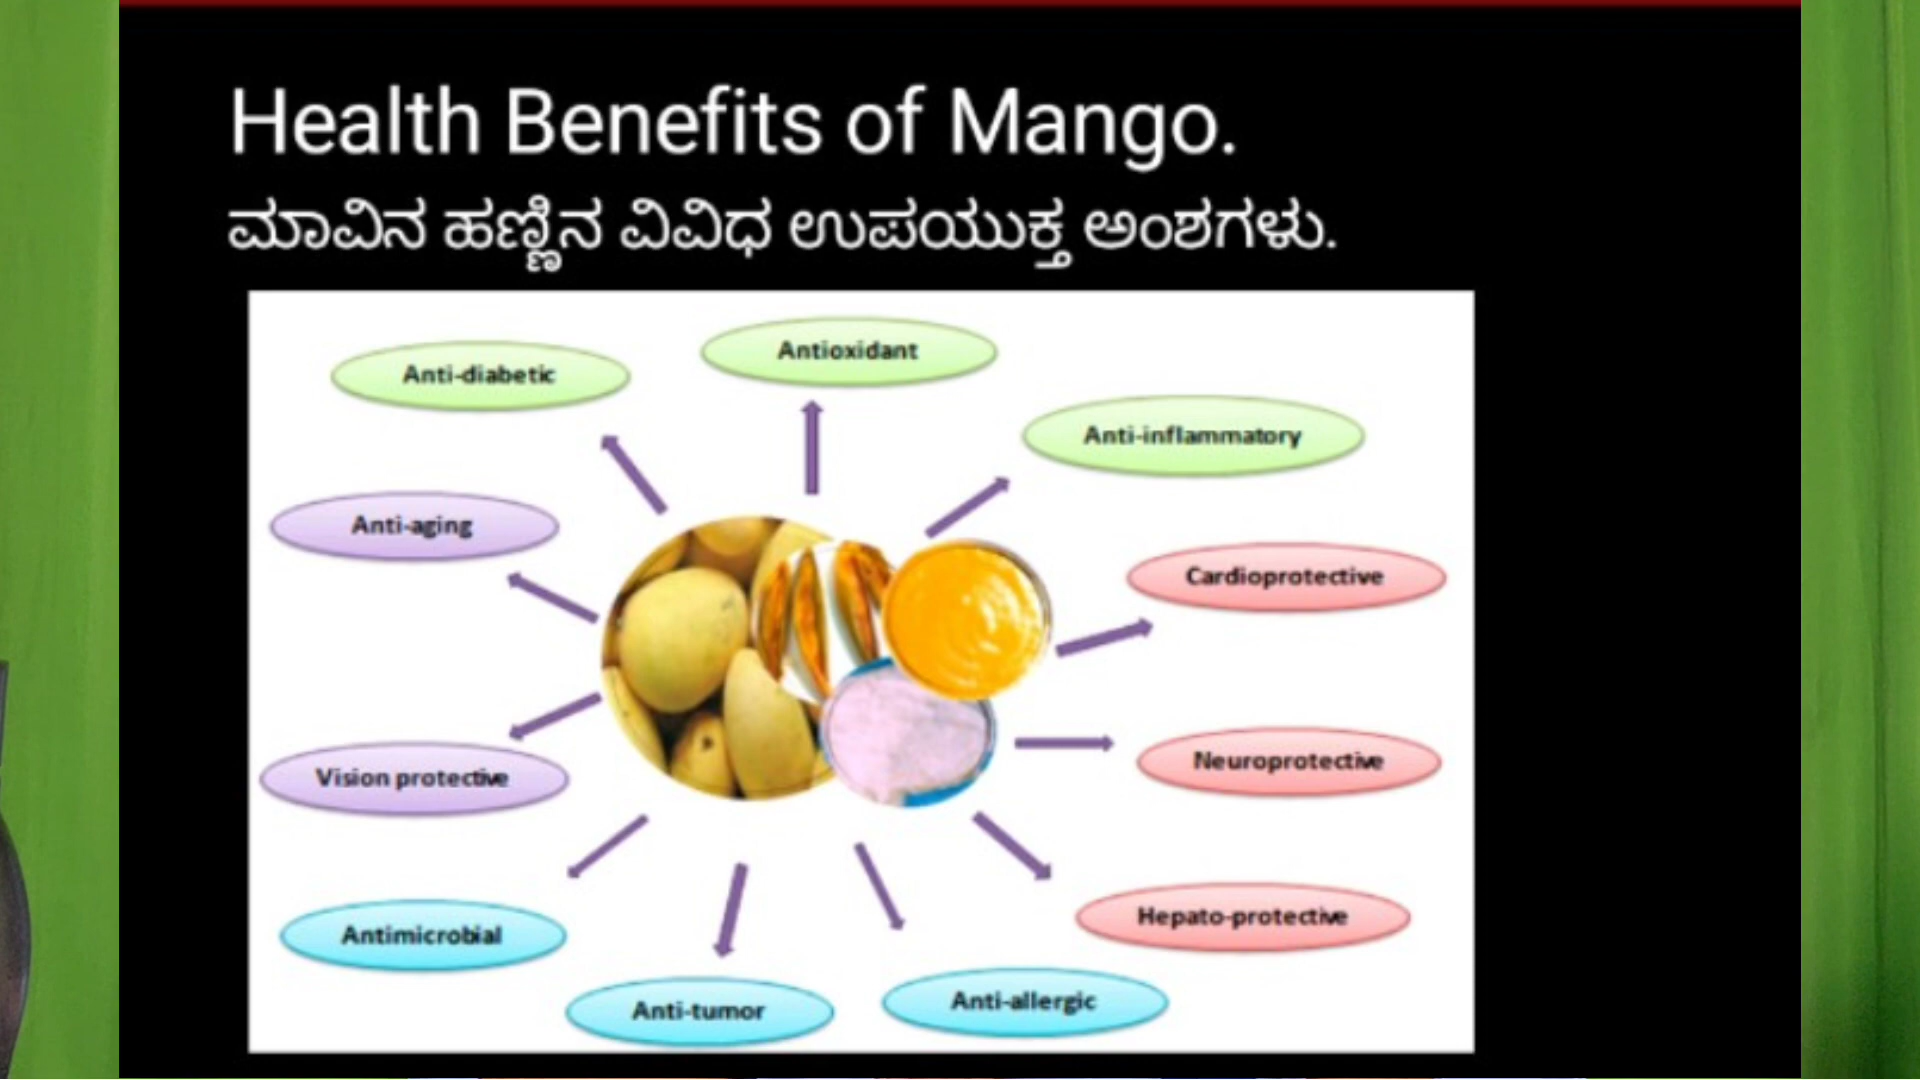 Health Benefits of Mango.
ಮಾವಿನ ಹಣ್ಣಿನ ವಿವಿಧ ಉಪಯುಕ್ತ ಅಂಶಗಳು.
Antioxidant
Anti-diabetic
Anti-inflammatory
Anti-aging
Cardioprotective
Neuroprotective
Vision protective
Hepato-protective
Antimicrobial
Anti-allergic
Anti-tumor